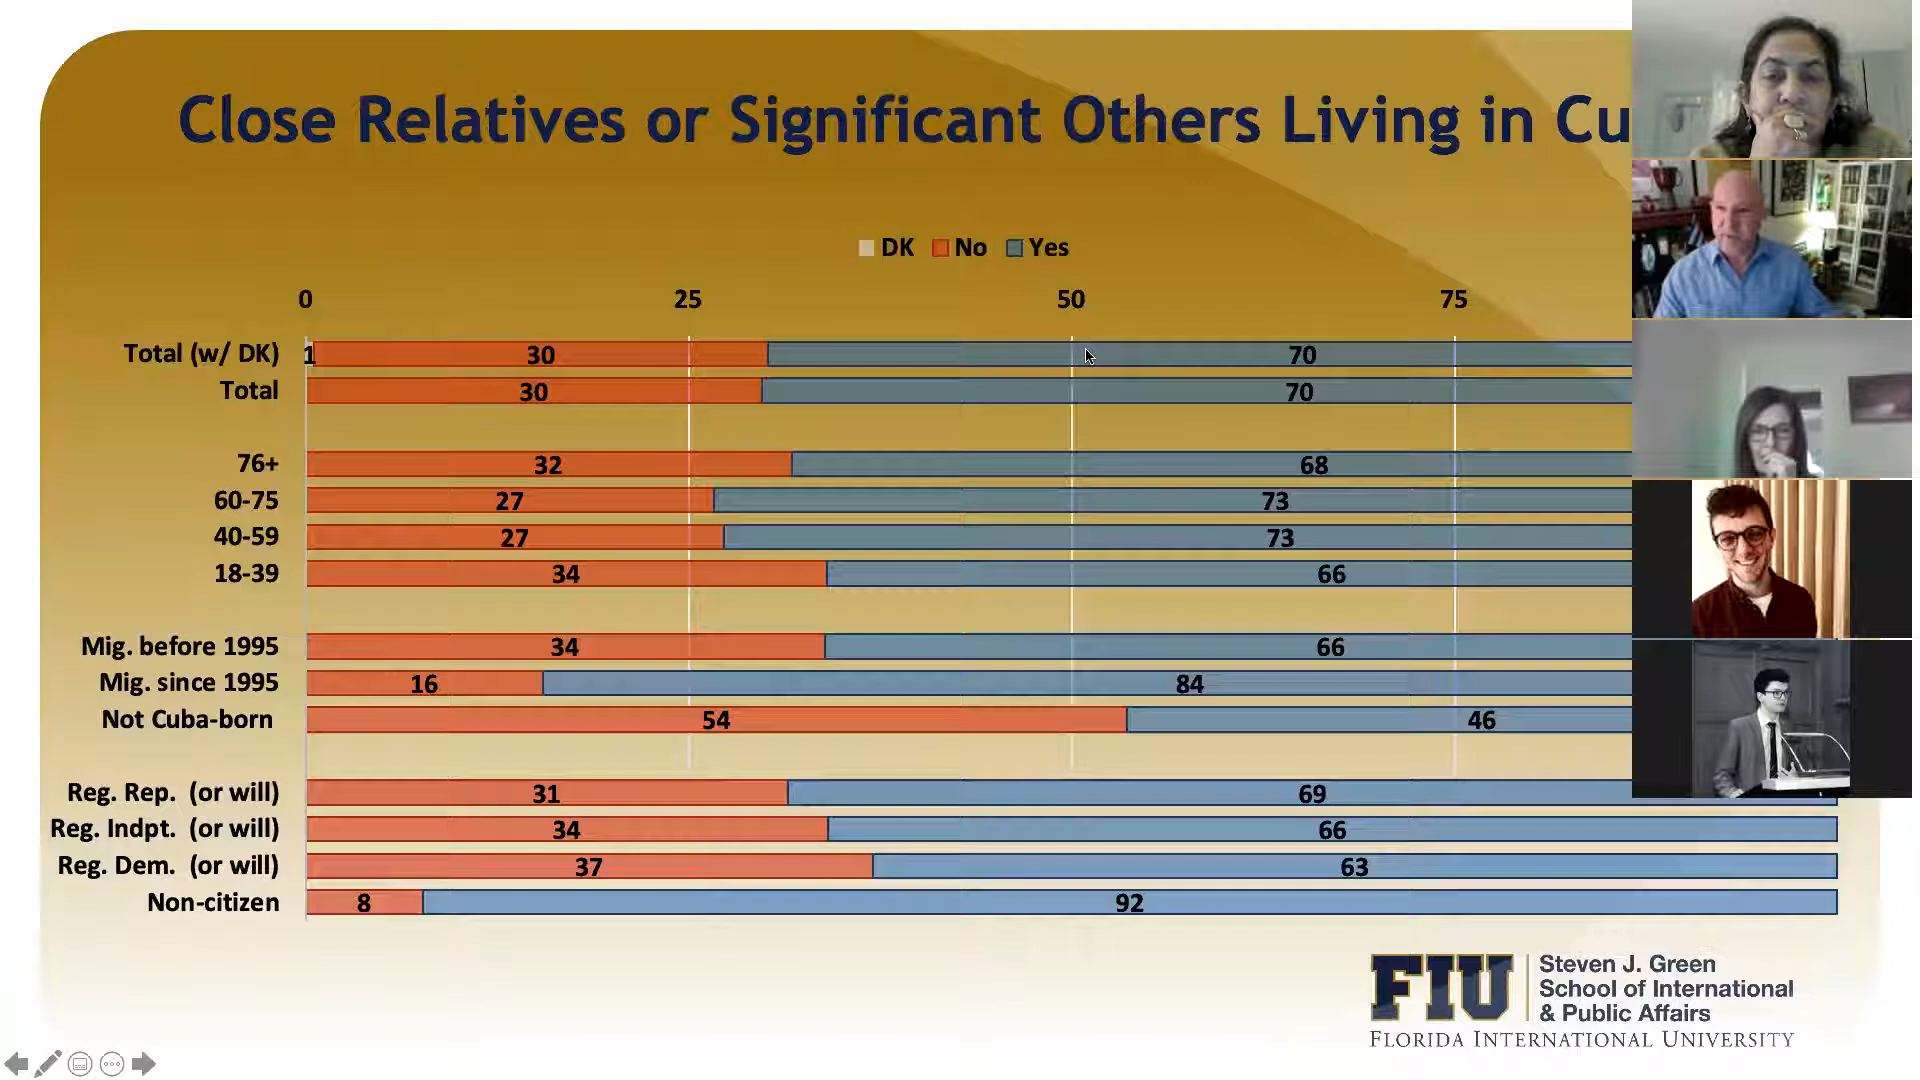 Close Relatives or Significant Others Living in Cu
DK No Yes
0 25 50 75
Total (w/ DK) 1 30 70
Total 30 70
76+ 32 68
60-75 27 73
40-59 27 73
18-39 34 66
Mig. before 1995 34 66
Mig. since 1995 16 84
Not Cuba-born 54 46
Reg. Rep. (or will) 31 69
Reg. Indpt. (or will) 34 66
Reg. Dem. (or will) 37 63
Non-citizen 8 92
FIU
Steven J. Green
School of International
& Public Affairs
FLORIDA INTERNATIONAL UNIVERSITY